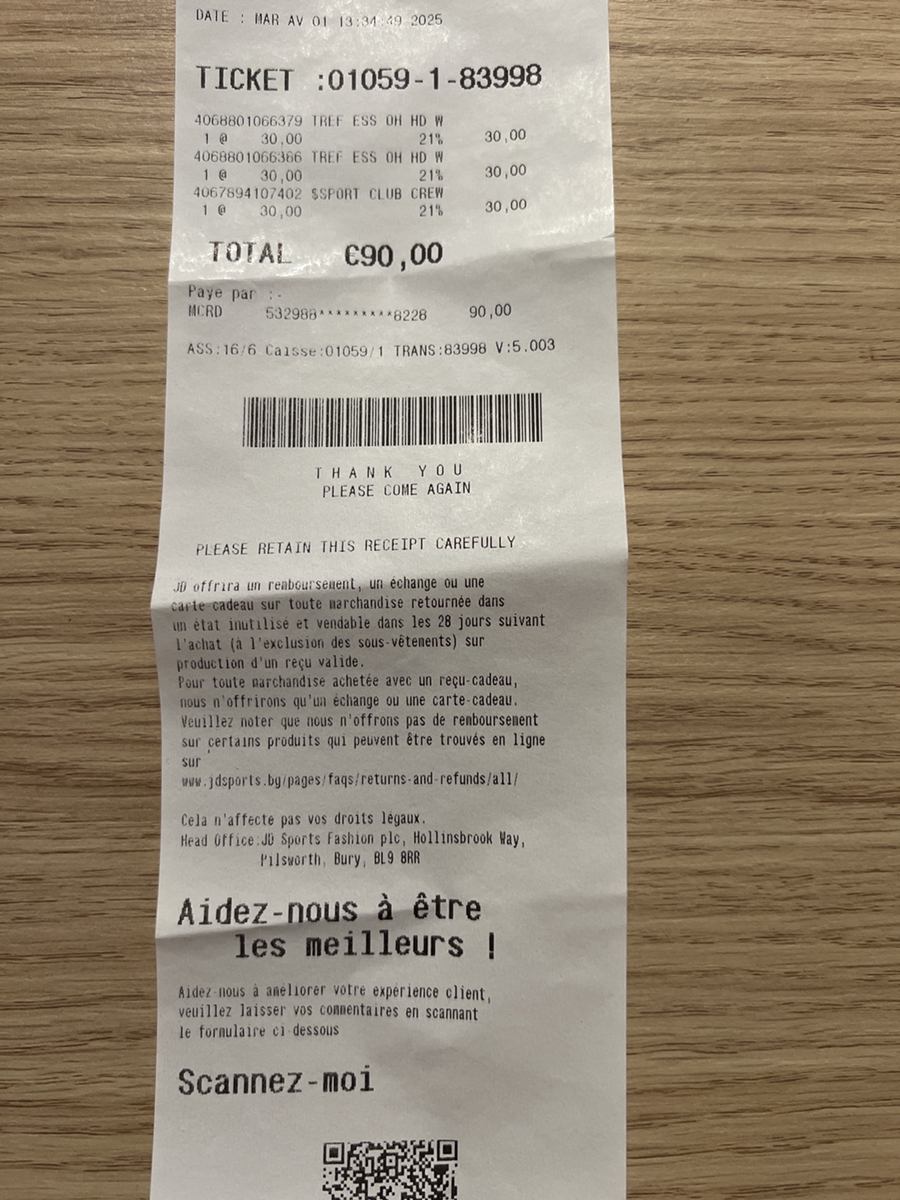 DATE : MAR AV 01 13:34:49 2025
TICKET :01059-1-83998
4068801066379 TREF ESS OH HD W
1 @ 30,00 21% 30,00
4068801066386 TREF ESS OH HD W
1 @ 30,00 21% 30,00
4067894107402 $SPORT CLUB CREW
1 @ 30,00 21% 30,00
TOTAL €90,00
Paye par :-
MCRD 532988*********8228 90,00
ASS:16/6 Caisse:01059/1 TRANS:83998 V:5.003
THANK YOU
PLEASE COME AGAIN
PLEASE RETAIN THIS RECEIPT CAREFULLY
JD offrira un remboursement, un échange ou une
carte cadeau sur toute marchandise retournée dans
un état inutilisé et vendable dans les 28 jours suivant
l'achat (à l'exclusion des sous-vêtements) sur
production d'un reçu valide.
Pour toute marchandise achetée avec un reçu-cadeau,
nous n'offrirons qu'un échange ou une carte-cadeau.
Veuillez noter que nous n'offrons pas de remboursement
sur certains produits qui peuvent être trouvés en ligne
sur
www.jdsports.bg/pages/faqs/returns-and-refunds/all/
Cela n'affecte pas vos droits légaux.
Head Office:JD Sports Fashion plc, Hollinsbrook Way,
Pilsworth, Bury, BL9 8RR
Aidez-nous à être
les meilleurs !
Aidez-nous à améliorer votre expérience client,
veuillez laisser vos commentaires en scannant
le formulaire ci-dessous
Scannez-moi